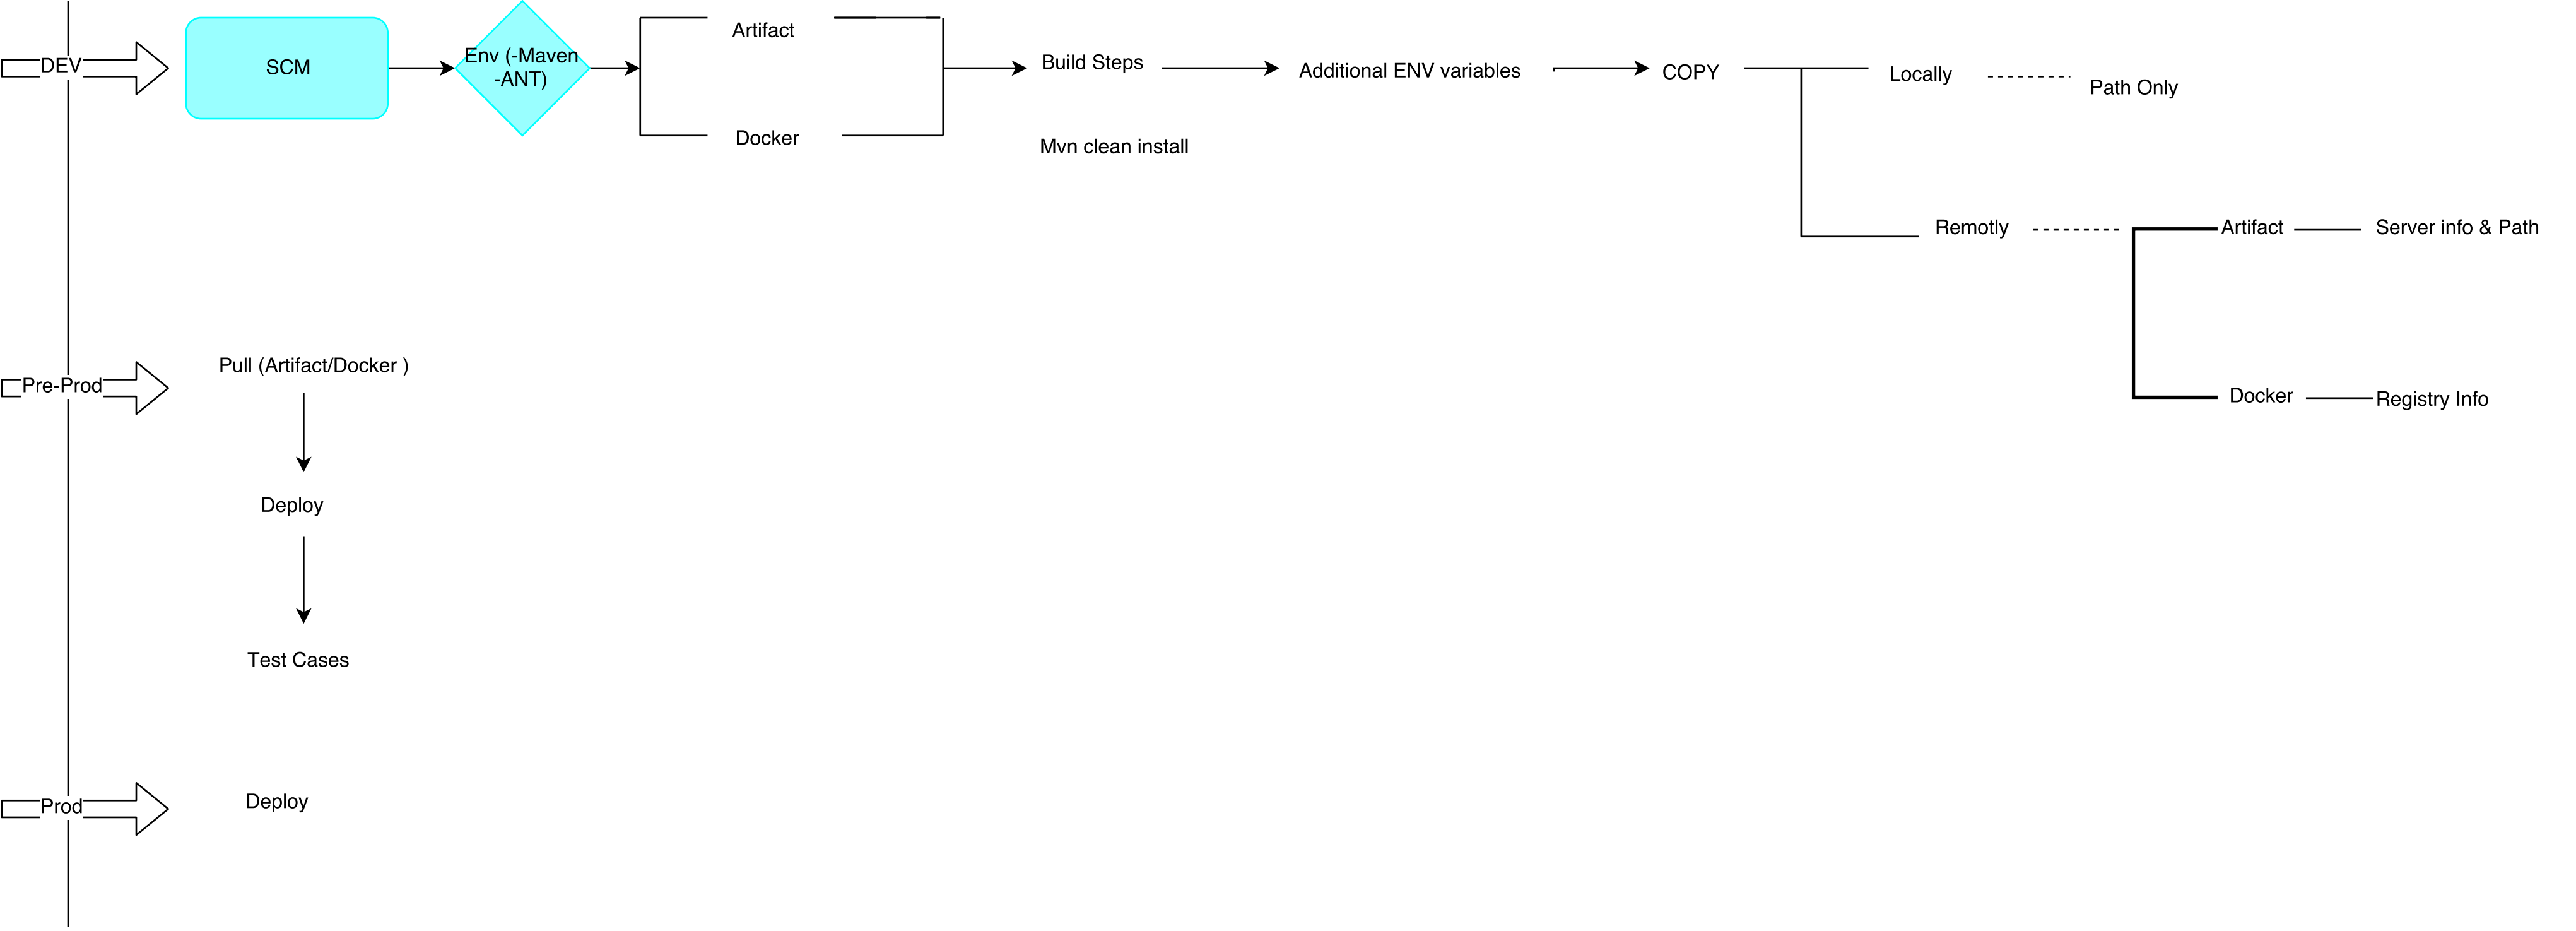 DEV
SCM
Env (-Maven
-ANT)
Artifact
Docker
Build Steps
Mvn clean install
Additional ENV variables
COPY
Locally
Path Only
Remotly
Artifact
Server info & Path
Docker
Registry Info
Pre-Prod
Pull (Artifact/Docker )
Deploy
Test Cases
Prod
Deploy